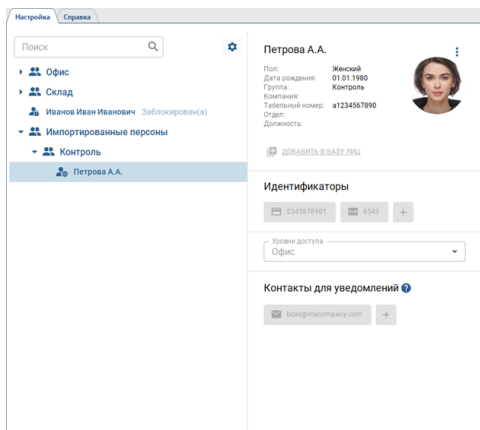 Настройка Справка
Поиск
Офис
Склад
Иванов Иван Иванович Заблокирован(а)
Импортированные персоны
Контроль
Петрова А.А.
Петрова А.А.
Пол: Женский
Дата рождения: 01.01.1980
Группа: Контроль
Компания:
Табельный номер: a1234567890
Отдел:
Должность:
ДОБАВИТЬ В БАЗУ ЛИЦ
Идентификаторы
2345678901 6543 +
Уровни доступа
Офис
Контакты для уведомлений ?
boss@mycompany.com +